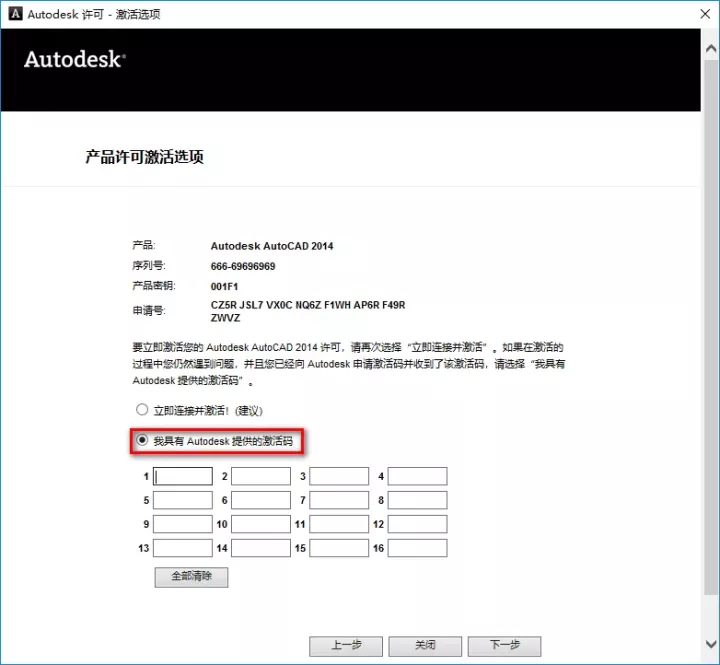 Autodesk 许可 - 激活选项
Autodesk®
产品许可激活选项
产品: Autodesk AutoCAD 2014
序列号: 666-69696969
产品密钥: 001F1
申请号: CZ5R JSL7 VX0C NQ6Z F1WH AP6R F49R
ZWVZ
要立即激活您的 Autodesk AutoCAD 2014 许可，请再次选择“立即连接并激活”。如果在激活的
过程中您仍然遇到问题，并且您已经向 Autodesk 申请激活码并收到了该激活码，请选择“我具有
Autodesk 提供的激活码”。
立即连接并激活! (建议)
我具有 Autodesk 提供的激活码
1 2 3 4
5 6 7 8
9 10 11 12
13 14 15 16
全部清除
上一步 关闭 下一步